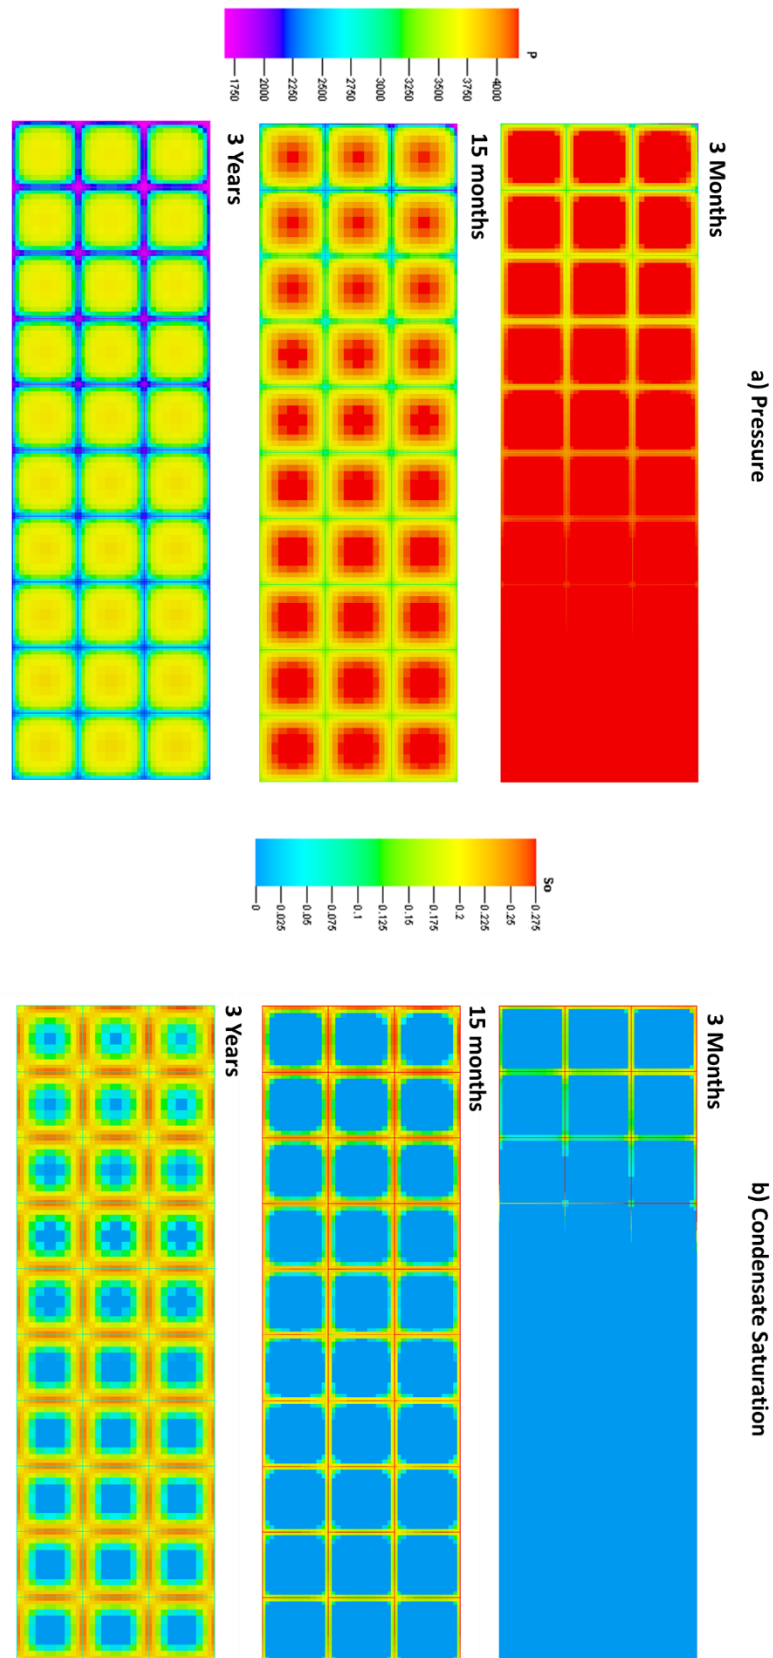 a) Pressure
P
1750
2000
2250
2500
2750
3000
3250
3500
3750
4000
3 Months
15 months
3 Years
b) Condensate Saturation
So
0
0.025
0.05
0.075
0.1
0.125
0.15
0.175
0.2
0.225
0.25
0.275
3 Months
15 months
3 Years